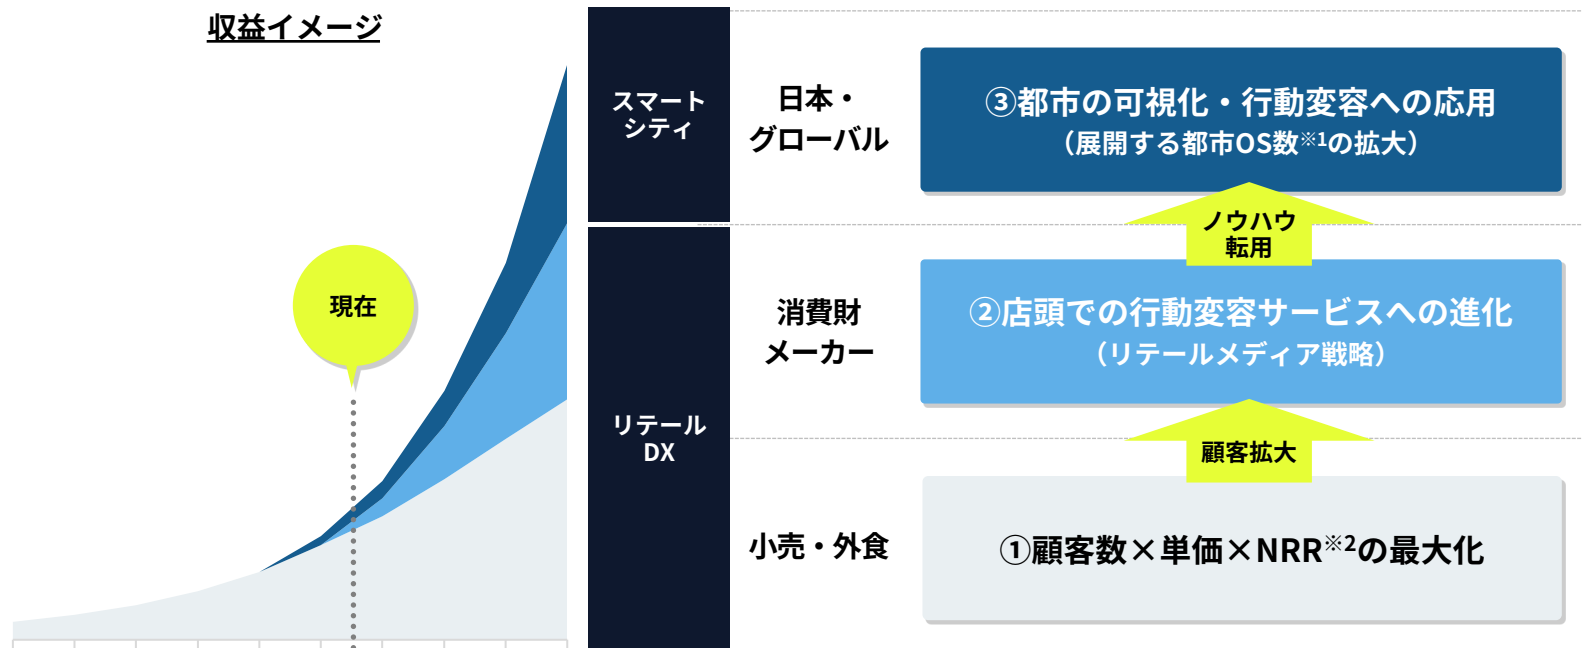 収益イメージ
現在
スマート
シティ
日本・
グローバル
③都市の可視化・行動変容への応用
（展開する都市OS数※1の拡大）
ノウハウ
転用
リテール
DX
消費財
メーカー
②店頭での行動変容サービスへの進化
（リテールメディア戦略）
顧客拡大
小売・外食
①顧客数×単価×NRR※2の最大化